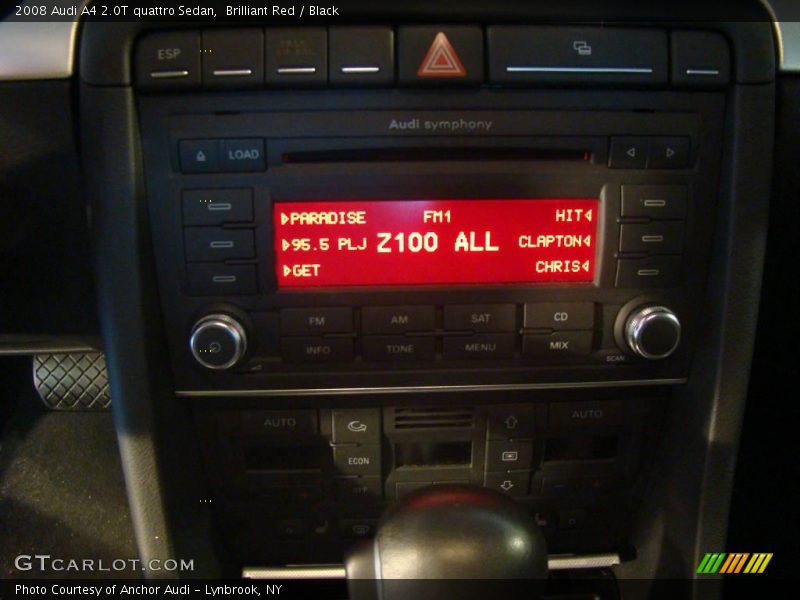 2008 Audi A4 2.0T quattro Sedan,  Brilliant Red / Black
ESP
Audi symphony
LOAD
PARADISE FM1 HIT
95.5 PLJ Z100 ALL CLAPTON
GET CHRIS
FM AM SAT CD
INFO TONE MENU MIX
SCAN
AUTO AUTO
ECON
OFF
GTCARLOT.COM
Photo Courtesy of Anchor Audi - Lynbrook, NY